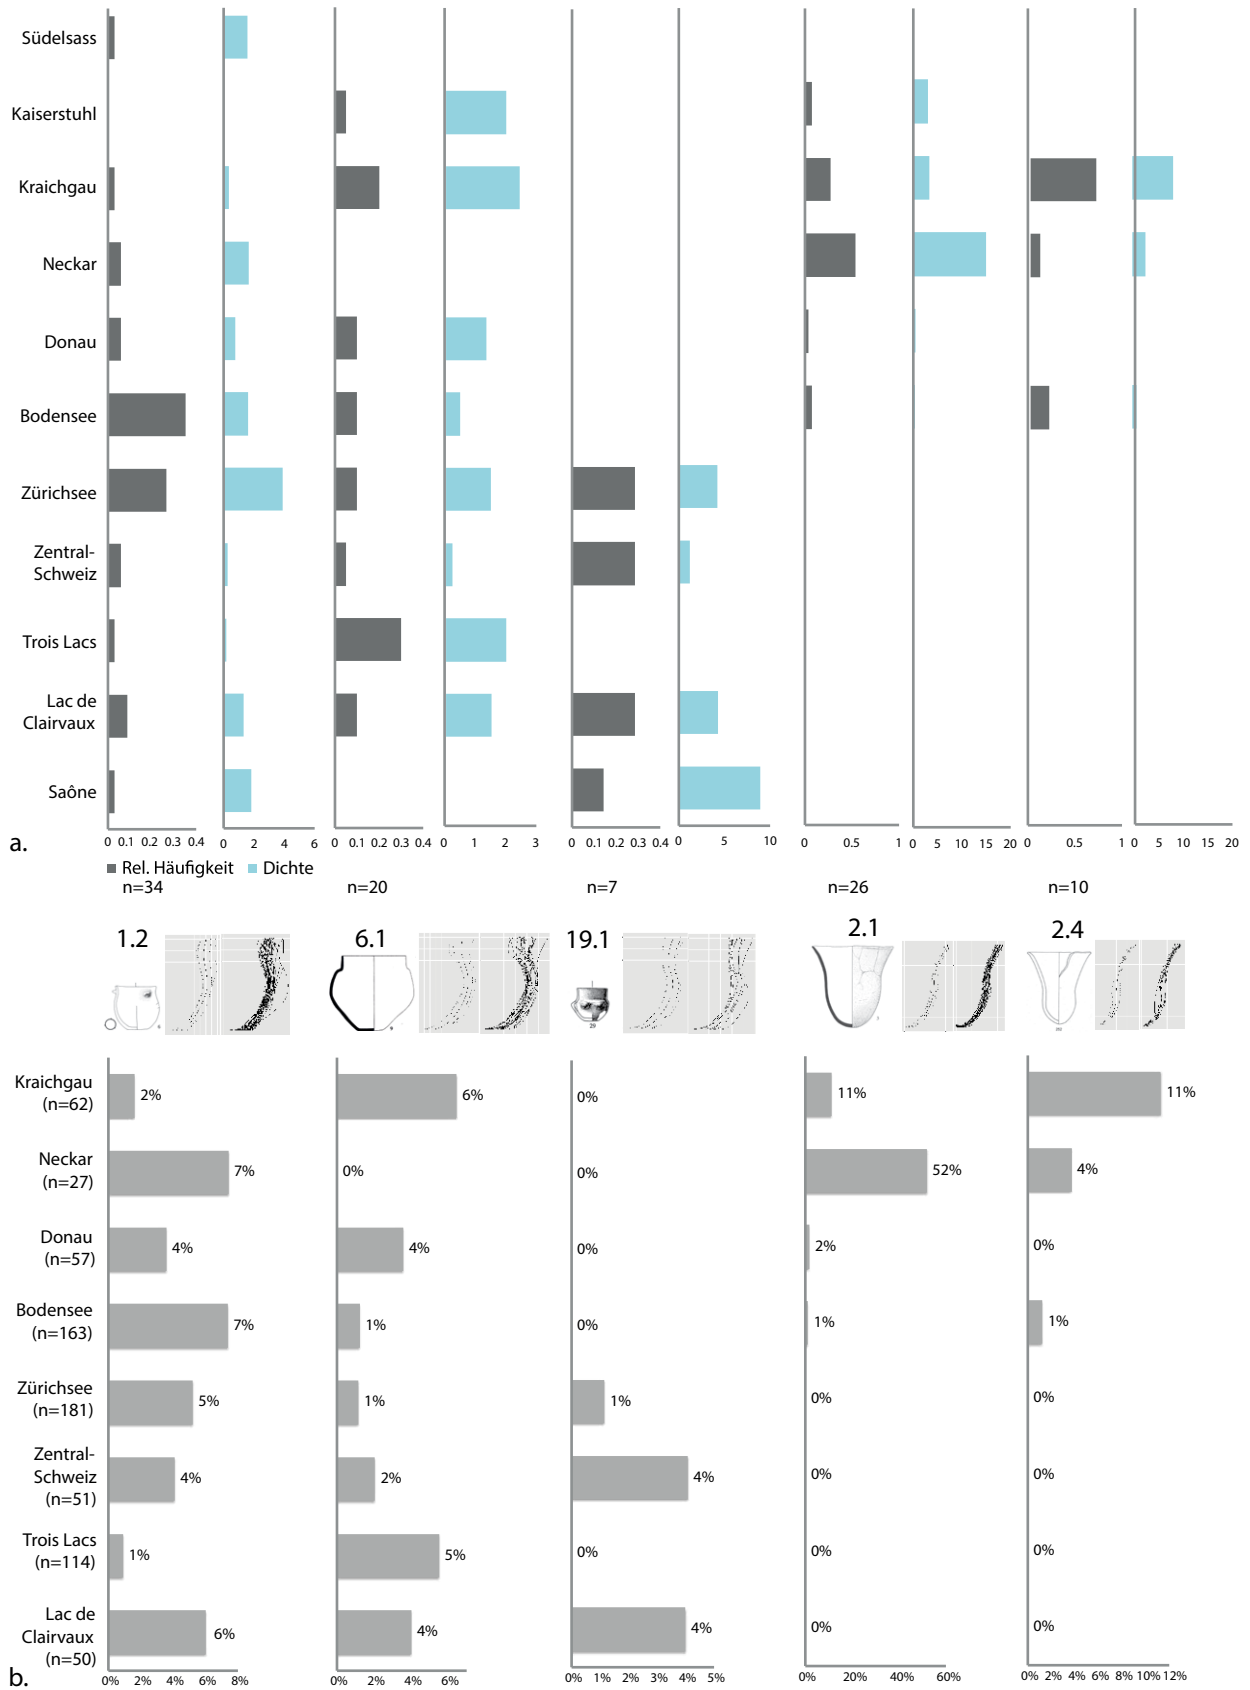 Südelsass
Kaiserstuhl
Kraichgau
Neckar
Donau
Bodensee
Zürichsee
Zentral-
Schweiz
Trois Lacs
Lac de
Clairvaux
Saône
0 0.1 0.2 0.3 0.4 0 2 4 6 0 0.1 0.2 0.3 0.4 0 1 2 3 0 0.1 0.2 0.3 0.4 0 5 10 0 0.5 1 0 5 10 15 20 0 0.5 1 0 5 10 15 20
a.
Rel. Häufigkeit Dichte
n=34 n=20 n=7 n=26 n=10
1.2 6.1 19.1 2.1 2.4
Kraichgau
(n=62)
2% 6% 0% 11% 11%
Neckar
(n=27)
7% 0% 0% 52% 4%
Donau
(n=57)
4% 4% 0% 2% 0%
Bodensee
(n=163)
7% 1% 0% 1% 1%
Zürichsee
(n=181)
5% 1% 1% 0% 0%
Zentral-
Schweiz
(n=51)
4% 2% 4% 0% 0%
Trois Lacs
(n=114)
1% 5% 0% 0% 0%
Lac de
Clairvaux
(n=50)
6% 4% 4% 0% 0%
0% 2% 4% 6% 8% 0% 2% 4% 6% 0% 1% 2% 3% 4% 5% 0% 20% 40% 60% 0% 2% 4% 6% 8% 10% 12%
b.